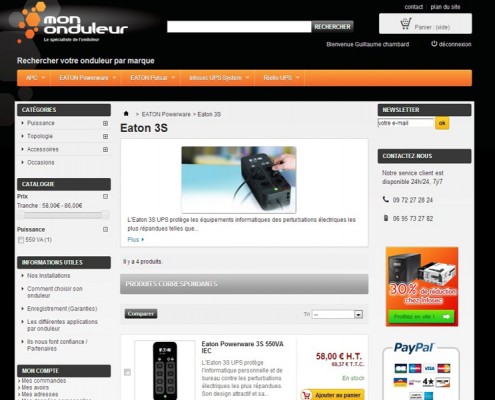 contact plan du site
mon onduleur
Le spécialiste de l'onduleur
RECHERCHER
Panier : (vide)
Bienvenue Guillaume chambard déconnexion
Rechercher votre onduleur par marque
APC EATON Powerware EATON Pulsar Infosec UPS System Riello UPS
CATÉGORIES
Puissance
Topologie
Accessoires
Occasions
CATALOGUE
Prix
Tranche : 58,00€ - 86,00€
Puissance
550 VA (1)
INFORMATIONS UTILES
Nos Installations
Comment choisir son onduleur
Enregistrement (Garanties)
Les différentes applications par onduleur
Ils nous font confiance / Partenaires
MON COMPTE
Mes commandes
Mes avoirs
Mes adresses
> EATON Powerware > Eaton 3S
Eaton 3S
L'Eaton 3S UPS protège les équipements informatiques des perturbations électriques les plus répandues telles que...
Plus
Il y a 4 produits.
PRODUITS CORRESPONDANTS
Comparer
Tri --
Eaton Powerware 3S 550VA IEC
L'Eaton 3S UPS protège l'informatique personnelle et de bureau contre les perturbations électriques les plus répandues. Son design attractif et sa...
58,00 € H.T.
69,37 € T.T.C.
En stock
Ajouter au panier
NEWSLETTER
votre e-mail
ok
CONTACTEZ-NOUS
Notre service client est disponible 24h/24, 7j/7
09 72 27 28 24
06 95 73 27 82
30% de réduction chez Infosec
Profitez en vite !
PayPal
VISA